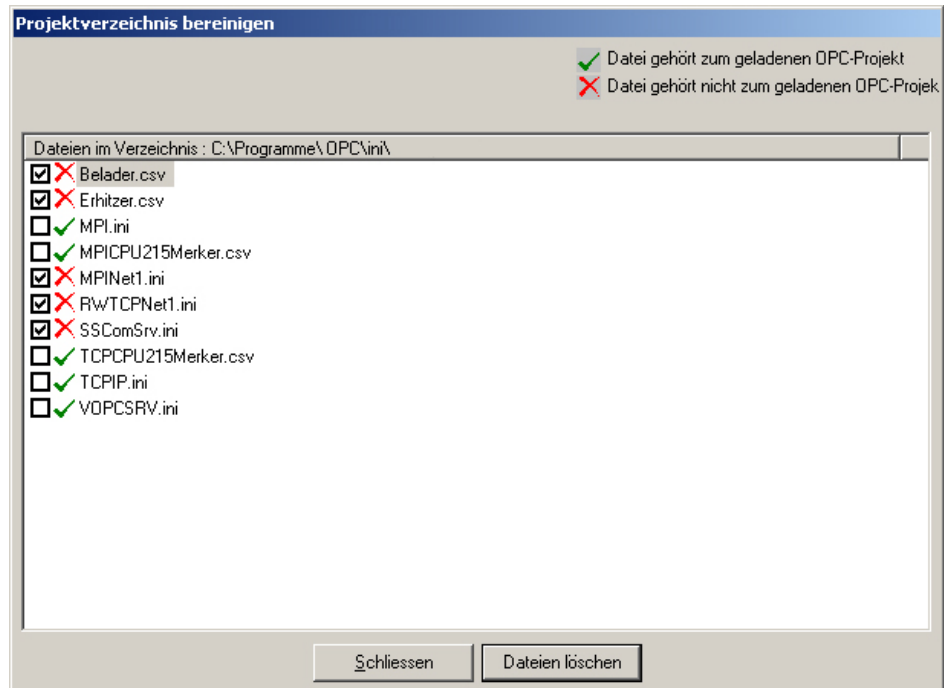 Projektverzeichnis bereinigen
Datei gehört zum geladenen OPC-Projekt
Datei gehört nicht zum geladenen OPC-Projek
Dateien im Verzeichnis : C:\Programme\OPC\ini\
Belader.csv
Erhitzer.csv
MPI.ini
MPICPU215Merker.csv
MPINet1.ini
RWTCPNet1.ini
SSComSrv.ini
TCPCPU215Merker.csv
TCPIP.ini
VOPCSRV.ini
Schliessen
Dateien löschen